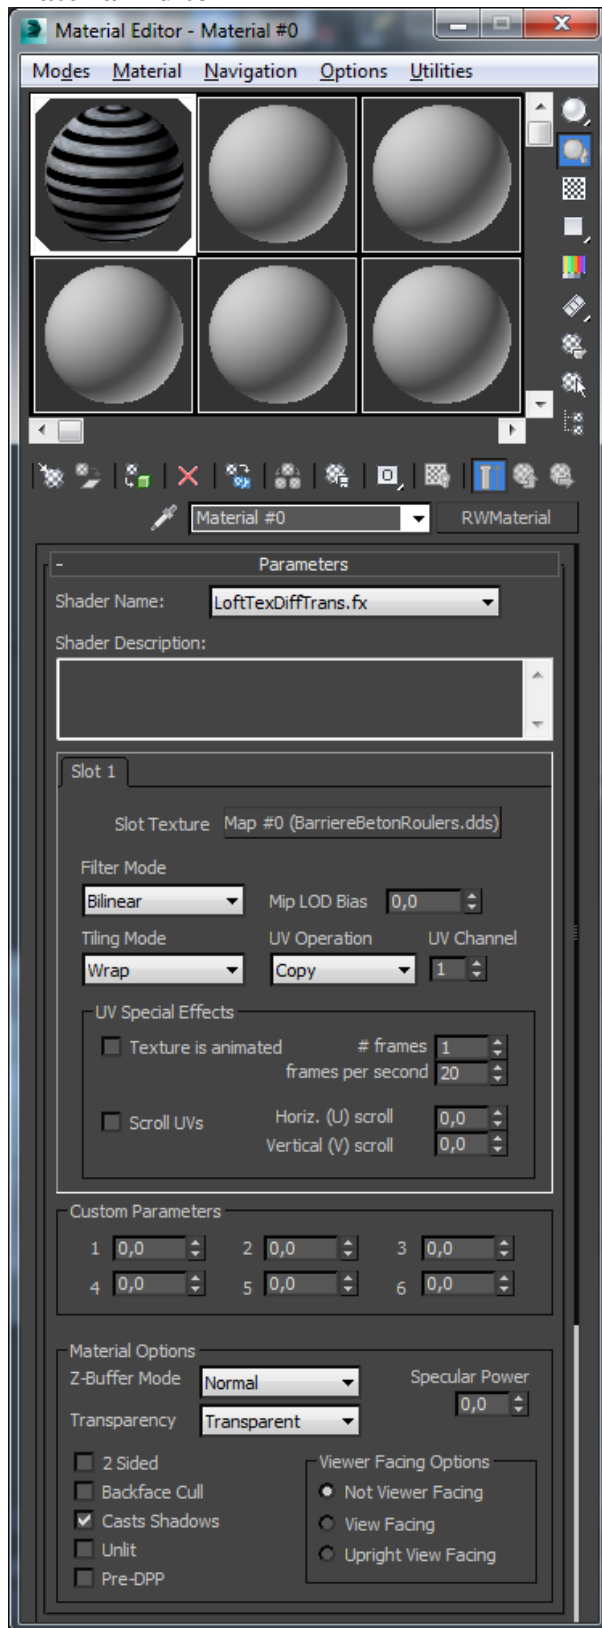 Material Editor - Material #0
Modes Material Navigation Options Utilities
Material #0 RWMaterial
- Parameters
Shader Name: LoftTexDiffTrans.fx
Shader Description:
Slot 1
Slot Texture Map #0 (BarriereBetonRoulers.dds)
Filter Mode
Bilinear Mip LOD Bias 0,0
Tiling Mode UV Operation UV Channel
Wrap Copy 1
UV Special Effects
Texture is animated # frames 1
frames per second 20
Scroll UVs Horiz. (U) scroll 0,0
Vertical (V) scroll 0,0
Custom Parameters
1 0,0 2 0,0 3 0,0
4 0,0 5 0,0 6 0,0
Material Options
Z-Buffer Mode Normal Specular Power
0,0
Transparency Transparent
2 Sided Viewer Facing Options
Backface Cull Not Viewer Facing
Casts Shadows View Facing
Unlit Upright View Facing
Pre-DPP